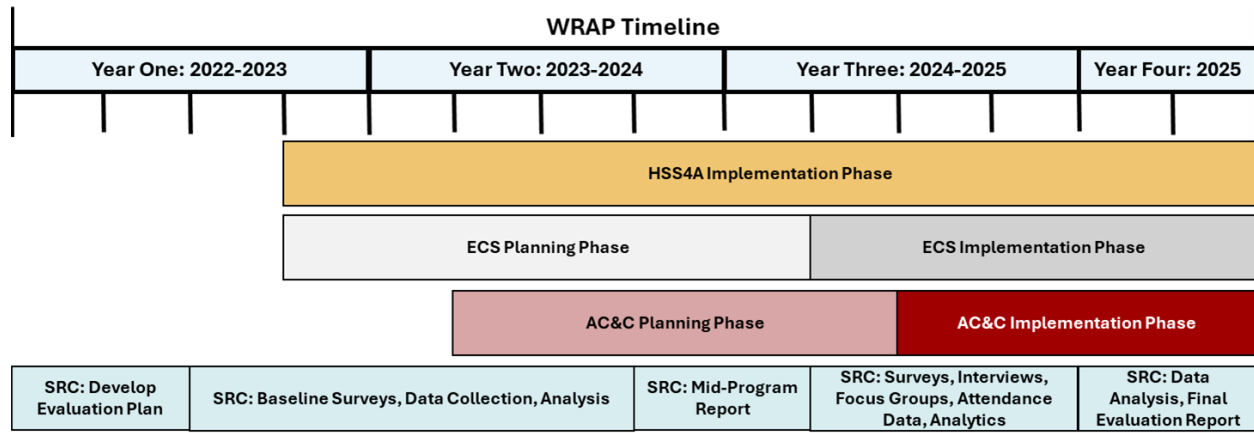 WRAP Timeline
Year One: 2022-2023
Year Two: 2023-2024
Year Three: 2024-2025
Year Four: 2025
HSS4A Implementation Phase
ECS Planning Phase
ECS Implementation Phase
AC&C Planning Phase
AC&C Implementation Phase
SRC: Develop
Evaluation Plan
SRC: Baseline Surveys, Data Collection, Analysis
SRC: Mid-Program
Report
SRC: Surveys, Interviews,
Focus Groups, Attendance
Data, Analytics
SRC: Data
Analysis, Final
Evaluation Report